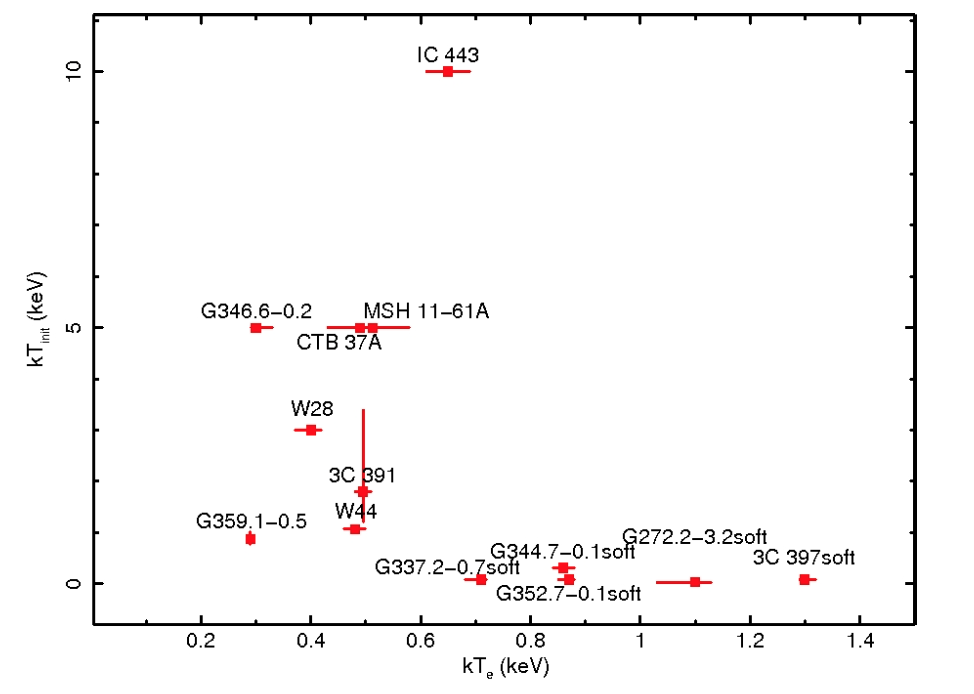 IC 443
10
G346.6−0.2
MSH 11−61A
5
CTB 37A
kT_init (keV)
W28
3C 391
W44
G359.1−0.5
G272.2−3.2soft
G344.7−0.1soft
3C 397soft
G337.2−0.7soft
0
G352.7−0.1soft
0.2 0.4 0.6 0.8 1 1.2 1.4
kT_e (keV)